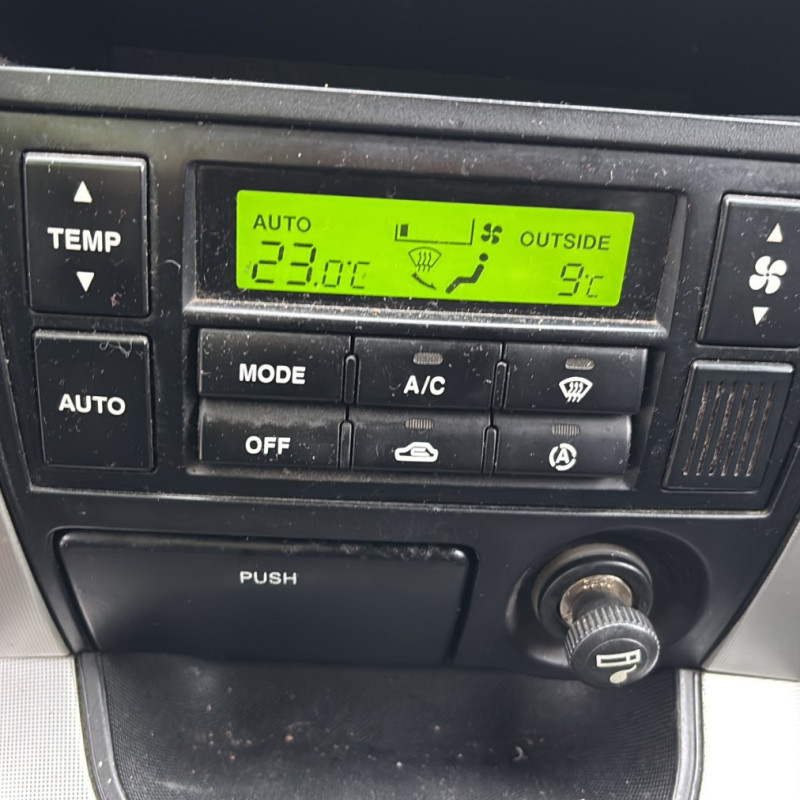 TEMP
AUTO
OUTSIDE
23.0°C
9°C
AUTO
MODE
A/C
OFF
A
PUSH